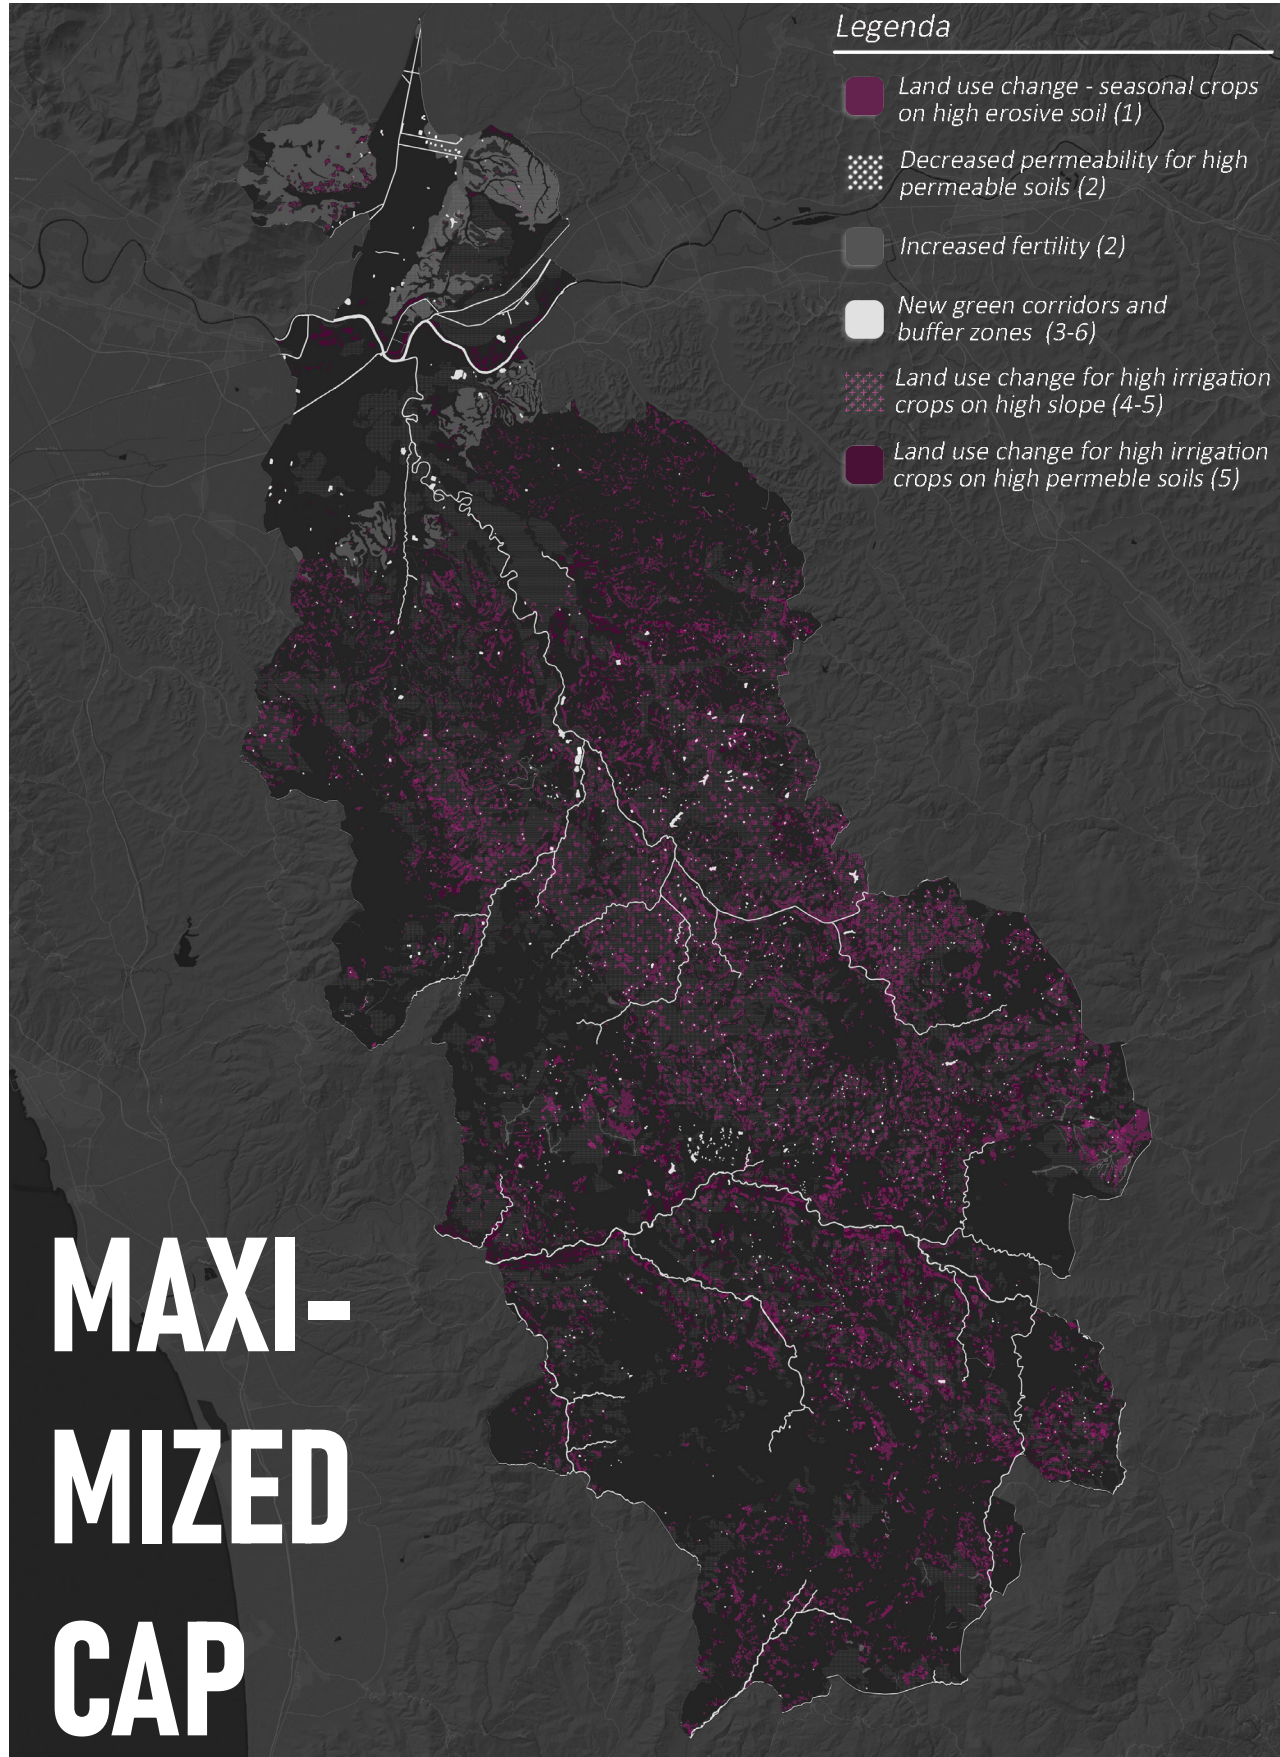 Legenda
Land use change - seasonal crops
on high erosive soil (1)
Decreased permeability for high
permeable soils (2)
Increased fertility (2)
New green corridors and
buffer zones (3-6)
Land use change for high irrigation
crops on high slope (4-5)
Land use change for high irrigation
crops on high permeble soils (5)
MAXI-
MIZED
CAP